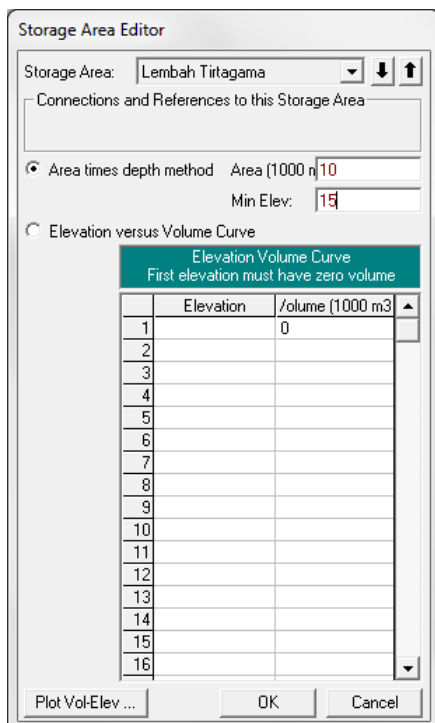 Storage Area Editor
Storage Area: Lembah Tirtagama
Connections and References to this Storage Area
Area times depth method Area (1000 m 10
Min Elev: 15
Elevation versus Volume Curve
Elevation Volume Curve
First elevation must have zero volume
Elevation /olume (1000 m3
1 0
2
3
4
5
6
7
8
9
10
11
12
13
14
15
16
Plot Vol-Elev ... OK Cancel